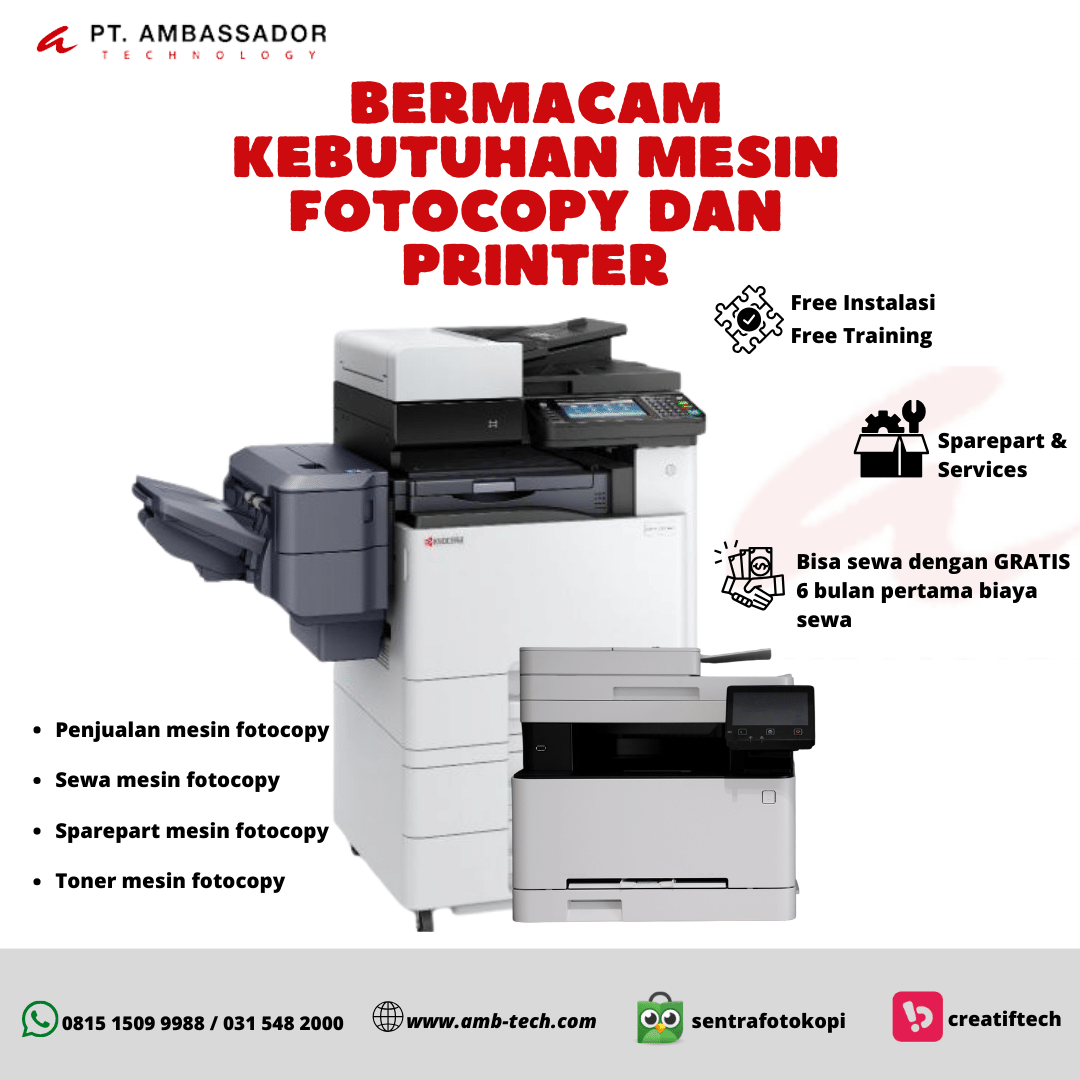 PT. AMBASSADOR
TECHNOLOGY
BERMACAM
KEBUTUHAN MESIN
FOTOCOPY DAN
PRINTER
Free Instalasi
Free Training
Sparepart &
Services
Bisa sewa dengan GRATIS
6 bulan pertama biaya
sewa
KYOCERA
• Penjualan mesin fotocopy
• Sewa mesin fotocopy
• Sparepart mesin fotocopy
• Toner mesin fotocopy
0815 1509 9988 / 031 548 2000
www.amb-tech.com
sentrafotokopi
creatiftech